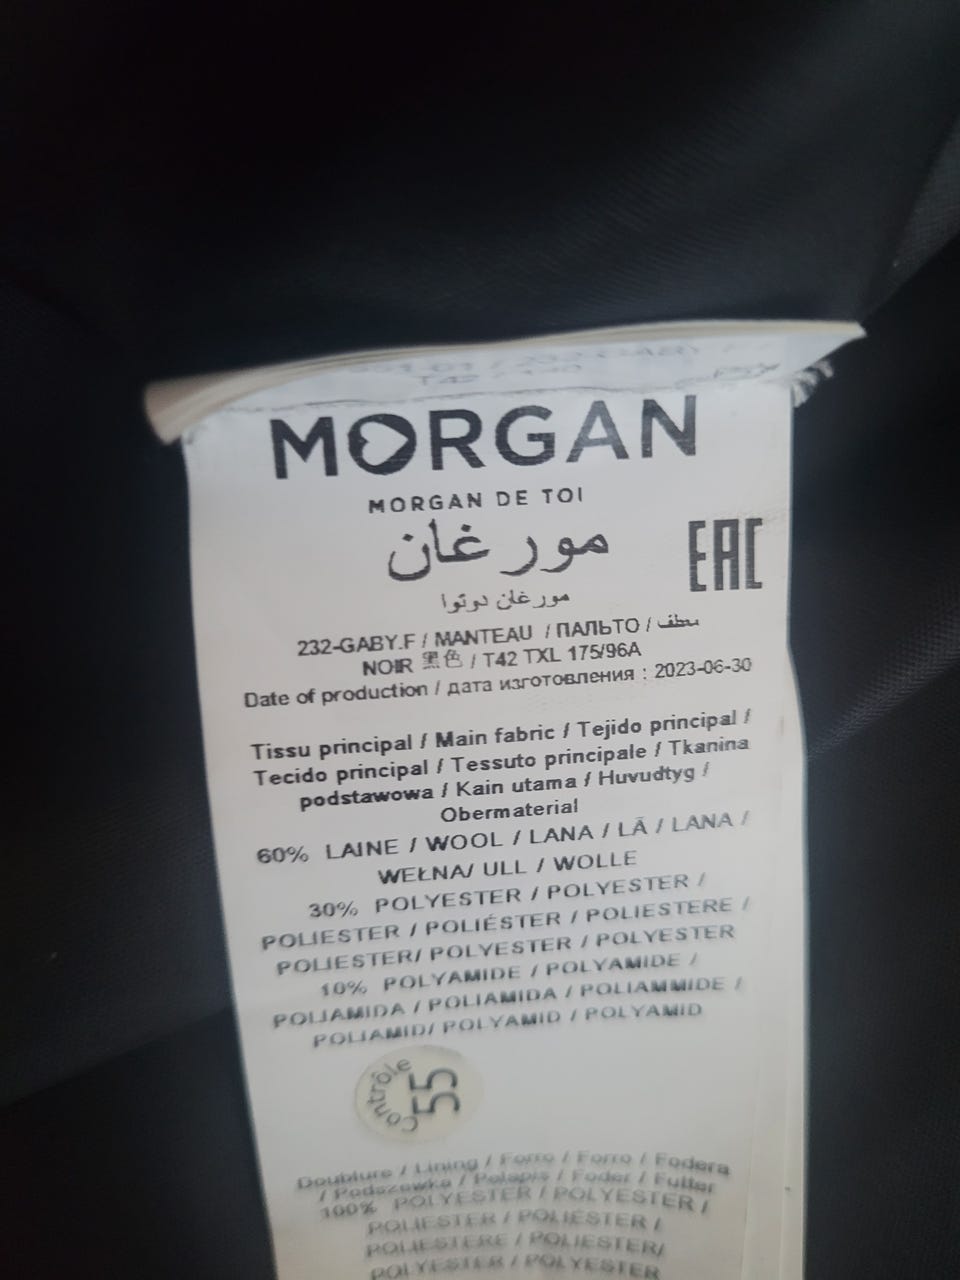 T42
MORGAN
MORGAN DE TOI
مورغان
مورغان دوتوا
EAC
232-GABY.F / MANTEAU / ПАЛЬТО / معطف
NOIR 黑色 / T42 TXL 175/96A
Date of production / дата изготовления : 2023-06-30
Tissu principal / Main fabric / Tejido principal /
Tecido principal / Tessuto principale / Tkanina
podstawowa / Kain utama / Huvudtyg /
Obermaterial
60% LAINE / WOOL / LANA / LÃ / LANA /
WEŁNA/ ULL / WOLLE
30% POLYESTER / POLYESTER /
POLIESTER / POLIÉSTER / POLIESTERE /
POLIESTER/ POLYESTER / POLYESTER
10% POLYAMIDE / POLYAMIDE /
POLIAMIDA / POLIAMIDA / POLIAMMIDE /
POLIAMID/ POLYAMID / POLYAMID
Contrôle
55
Doublure / Lining / Forro / Forro / Fodera
/ Podszewka / Pelapis / Foder / Futter
100% POLYESTER / POLYESTER /
POLIESTER / POLIÉSTER /
POLIESTERE / POLIESTER/
POLYESTER / POLYESTER